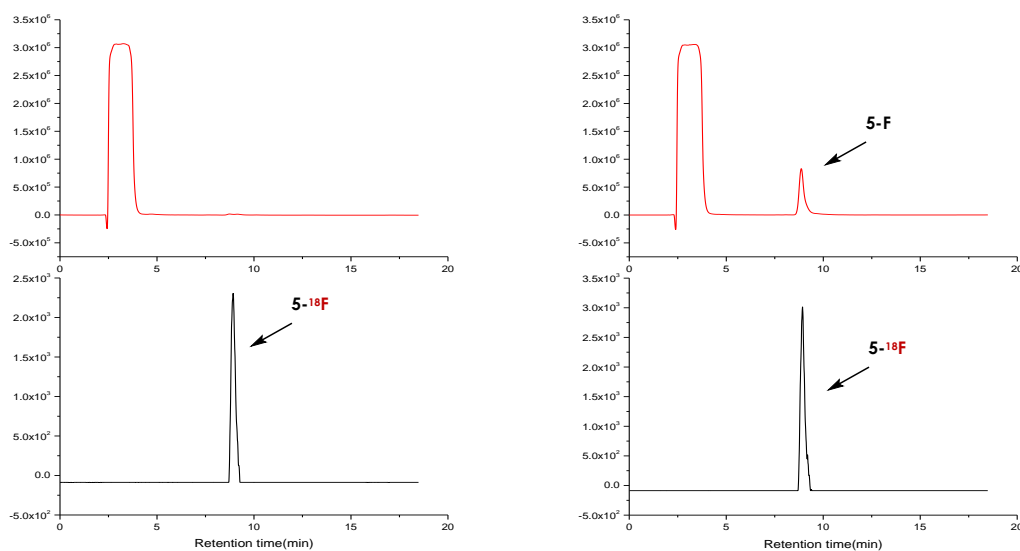 3.5x10⁶
3.0x10⁶
2.5x10⁶
2.0x10⁶
1.5x10⁶
1.0x10⁶
5.0x10⁵
0.0
-5.0x10⁵
0 5 10 15 20
2.5x10³
2.0x10³
1.5x10³
1.0x10³
5.0x10²
0.0
-5.0x10²
5-¹⁸F
0 5 10 15 20
Retention time(min)
3.5x10⁶
3.0x10⁶
2.5x10⁶
2.0x10⁶
1.5x10⁶
1.0x10⁶
5.0x10⁵
0.0
-5.0x10⁵
5-F
0 5 10 15 20
3.5x10³
3.0x10³
2.5x10³
2.0x10³
1.5x10³
1.0x10³
5.0x10²
0.0
-5.0x10²
5-¹⁸F
0 5 10 15 20
Retention time(min)